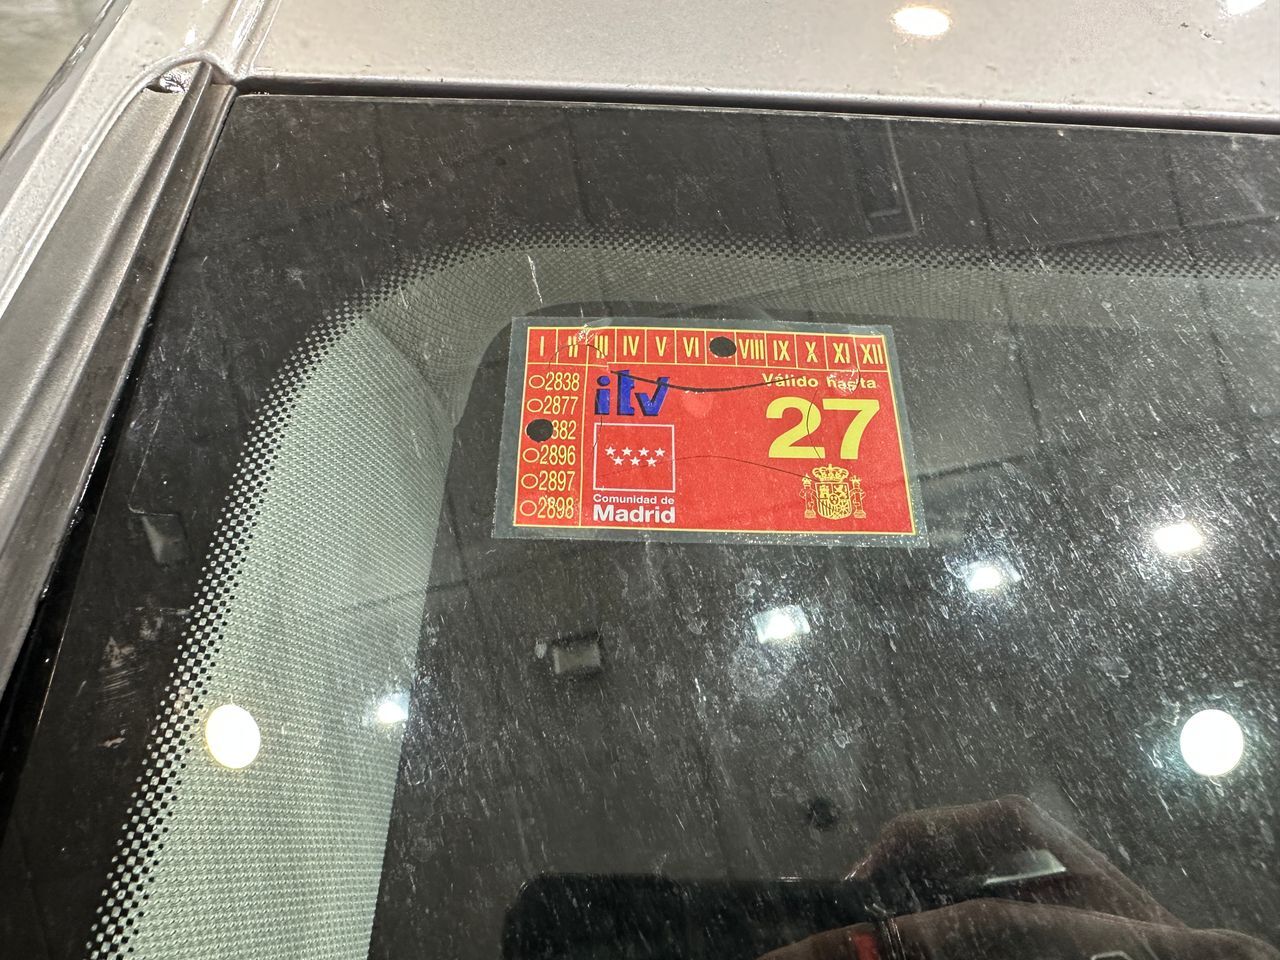 I II III IV V VI VIII IX X XI XII
2838
2877
382
2896
2897
2898
itv
Comunidad de
Madrid
Válido hasta
27